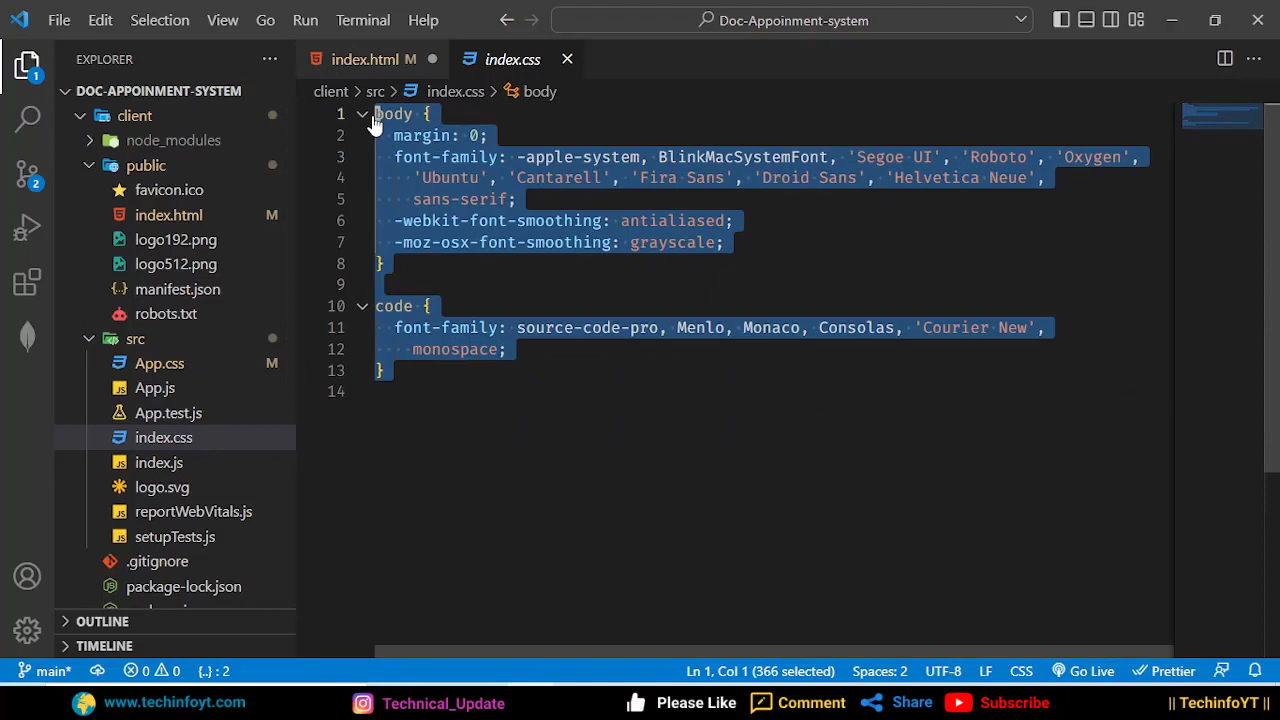 File Edit Selection View Go Run Terminal Help
Doc-Appointment-system
EXPLORER
index.html M
index.css
DOC-APPOINMENT-SYSTEM
client
node_modules
public
favicon.ico
index.html M
logo192.png
logo512.png
manifest.json
robots.txt
src
App.css M
App.js
App.test.js
index.css
index.js
logo.svg
reportWebVitals.js
setupTests.js
.gitignore
package-lock.json
OUTLINE
TIMELINE
1
2
client > src > index.css > body
1 body {
2 margin: 0;
3 font-family: -apple-system, BlinkMacSystemFont, 'Segoe UI', 'Roboto', 'Oxygen',
4 'Ubuntu', 'Cantarell', 'Fira Sans', 'Droid Sans', 'Helvetica Neue',
5 sans-serif;
6 -webkit-font-smoothing: antialiased;
7 -moz-osx-font-smoothing: grayscale;
8 }
9
10 code {
11 font-family: source-code-pro, Menlo, Monaco, Consolas, 'Courier New',
12 monospace;
13 }
14
main* 0 0 {..} : 2 Ln 1, Col 1 (366 selected) Spaces: 2 UTF-8 LF CSS Go Live Prettier
www.techinfoyt.com Technical_Update Please Like Comment Share Subscribe || TechinfoYT ||